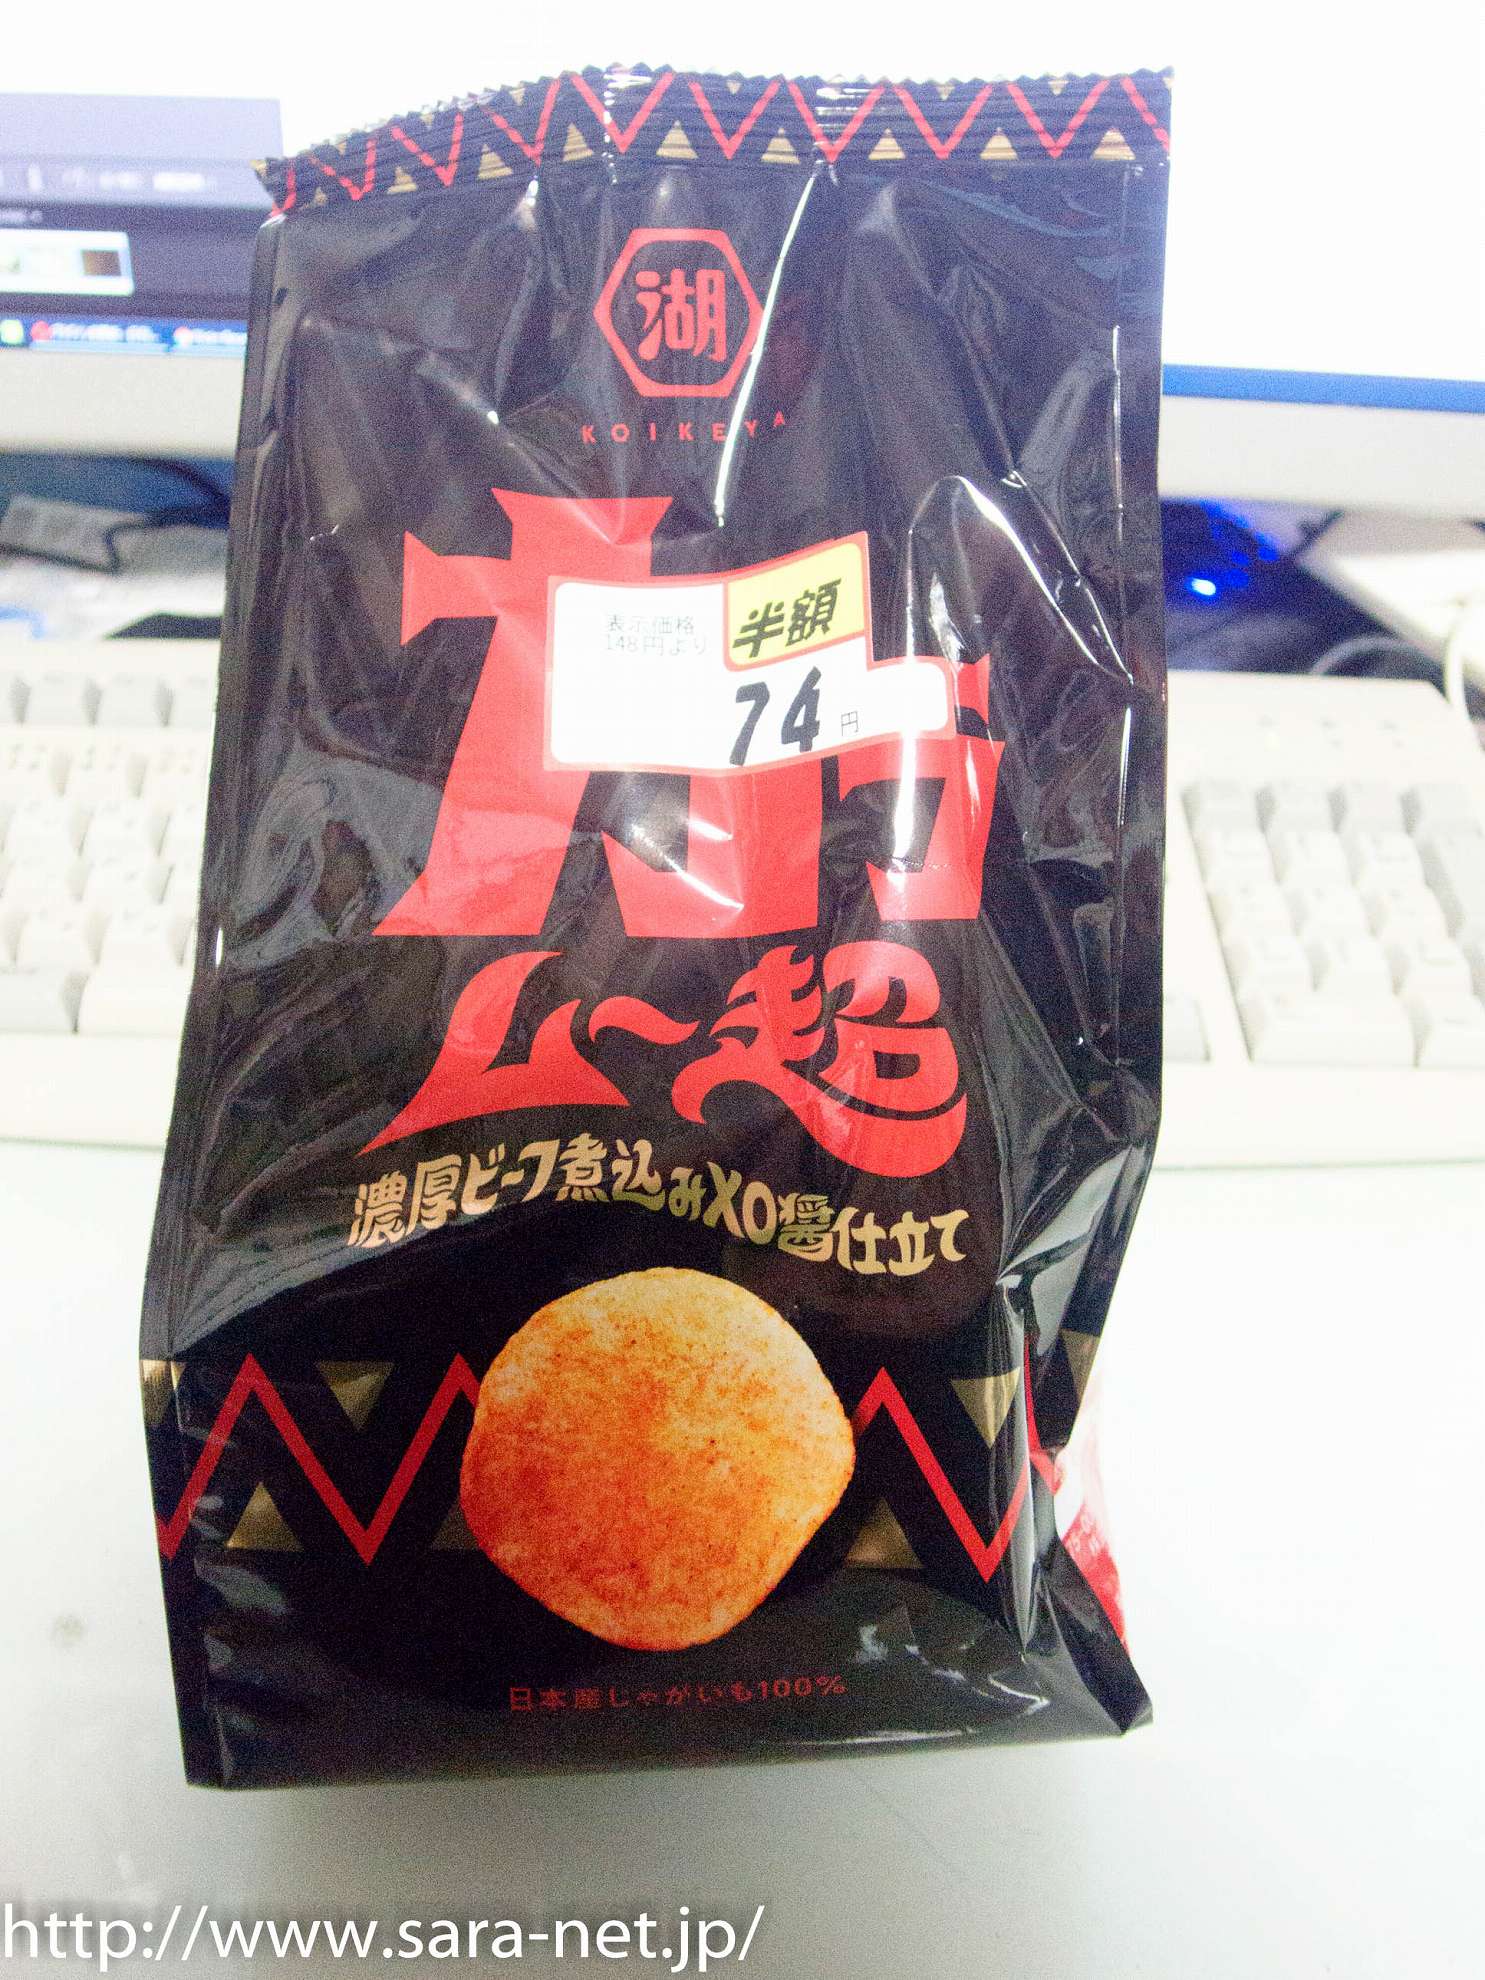 湖
KOIKEYA
表示価格
148円より
半額
74円
カラ
ムー超
濃厚ビーフ煮込みXO醤仕立て
日本産じゃがいも100%
http://www.sara-net.jp/